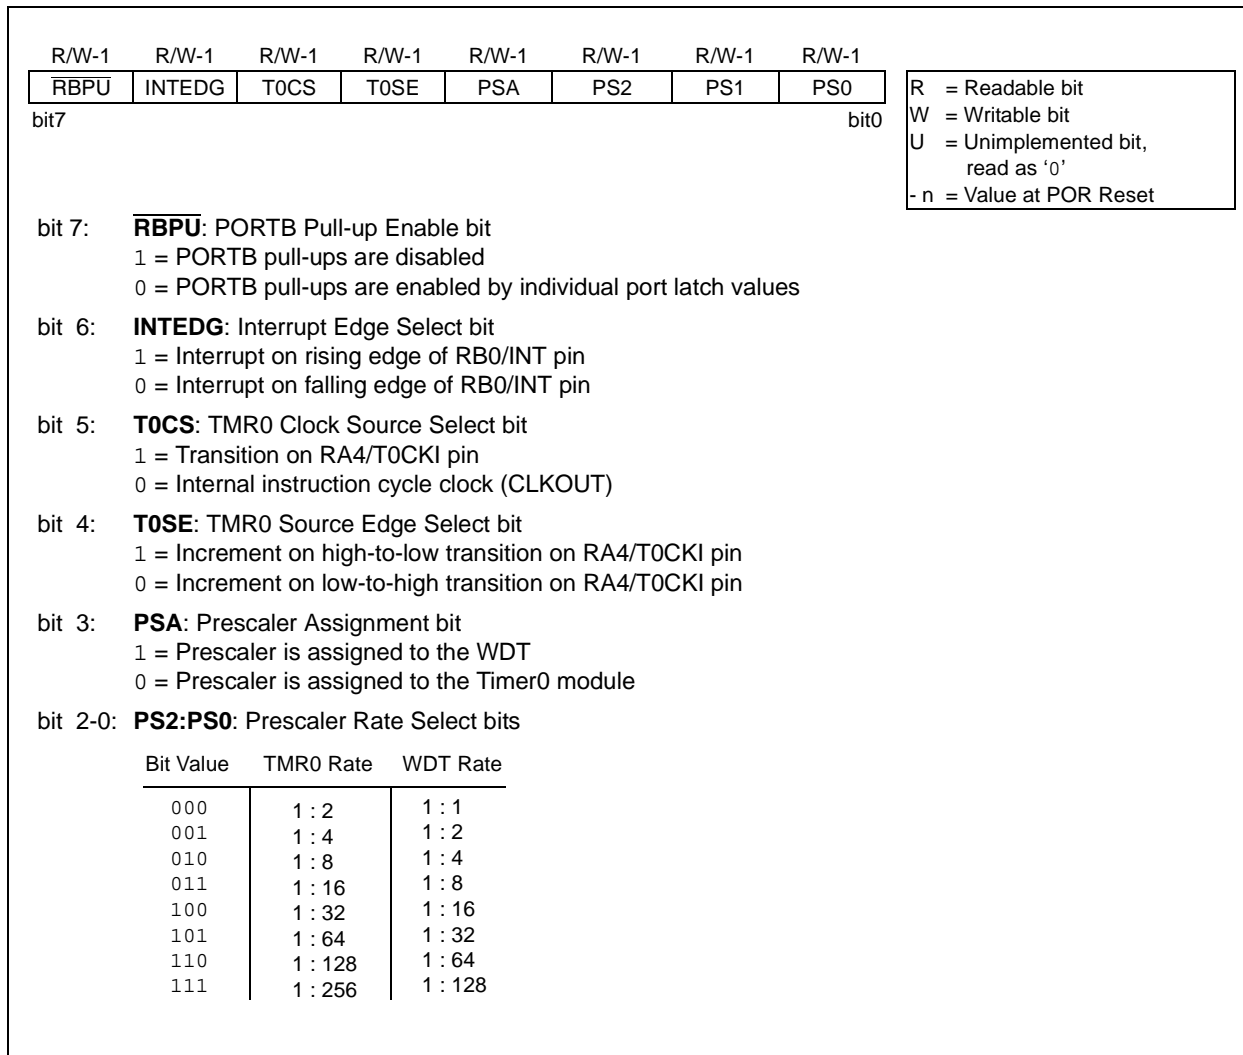 R/W-1 R/W-1 R/W-1 R/W-1 R/W-1 R/W-1 R/W-1 R/W-1
RBPU INTEDG T0CS T0SE PSA PS2 PS1 PS0
bit7 bit0
R = Readable bit
W = Writable bit
U = Unimplemented bit,
read as ‘0’
- n = Value at POR Reset
bit 7: RBPU: PORTB Pull-up Enable bit
1 = PORTB pull-ups are disabled
0 = PORTB pull-ups are enabled by individual port latch values
bit 6: INTEDG: Interrupt Edge Select bit
1 = Interrupt on rising edge of RB0/INT pin
0 = Interrupt on falling edge of RB0/INT pin
bit 5: T0CS: TMR0 Clock Source Select bit
1 = Transition on RA4/T0CKI pin
0 = Internal instruction cycle clock (CLKOUT)
bit 4: T0SE: TMR0 Source Edge Select bit
1 = Increment on high-to-low transition on RA4/T0CKI pin
0 = Increment on low-to-high transition on RA4/T0CKI pin
bit 3: PSA: Prescaler Assignment bit
1 = Prescaler is assigned to the WDT
0 = Prescaler is assigned to the Timer0 module
bit 2-0: PS2:PS0: Prescaler Rate Select bits
Bit Value TMR0 Rate WDT Rate
000 1 : 2 1 : 1
001 1 : 4 1 : 2
010 1 : 8 1 : 4
011 1 : 16 1 : 8
100 1 : 32 1 : 16
101 1 : 64 1 : 32
110 1 : 128 1 : 64
111 1 : 256 1 : 128